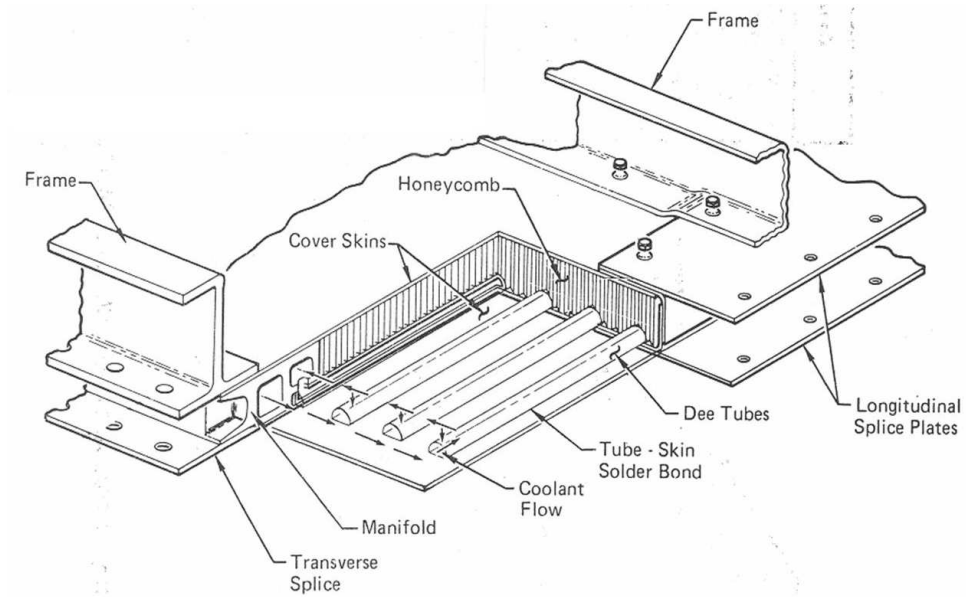 Frame
Frame
Honeycomb
Cover Skins
Dee Tubes
Longitudinal
Splice Plates
Tube - Skin
Solder Bond
Coolant
Flow
Manifold
Transverse
Splice